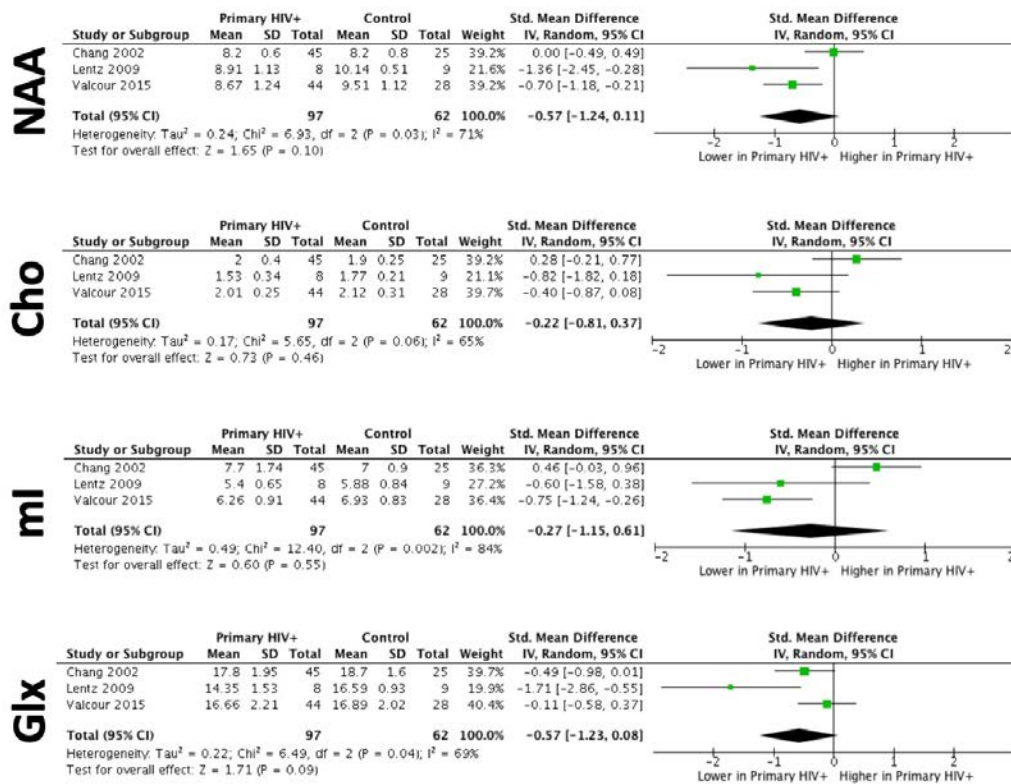 NAA
Primary HIV+ Control Std. Mean Difference Std. Mean Difference
Study or Subgroup Mean SD Total Mean SD Total Weight IV, Random, 95% CI IV, Random, 95% CI
Chang 2002 8.2 0.6 45 8.2 0.8 25 39.2% 0.00 [-0.49, 0.49]
Lentz 2009 8.91 1.13 8 10.14 0.51 9 21.6% -1.36 [-2.45, -0.28]
Valcour 2015 8.67 1.24 44 9.51 1.12 28 39.2% -0.70 [-1.18, -0.21]
Total (95% CI) 97 62 100.0% -0.57 [-1.24, 0.11]
Heterogeneity: Tau² = 0.24; Chi² = 6.93, df = 2 (P = 0.03); I² = 71%
Test for overall effect: Z = 1.65 (P = 0.10)
-2 -1 0 1 2
Lower in Primary HIV+ Higher in Primary HIV+
Cho
Primary HIV+ Control Std. Mean Difference Std. Mean Difference
Study or Subgroup Mean SD Total Mean SD Total Weight IV, Random, 95% CI IV, Random, 95% CI
Chang 2002 2 0.4 45 1.9 0.25 25 39.2% 0.28 [-0.21, 0.77]
Lentz 2009 1.53 0.34 8 1.77 0.21 9 21.1% -0.82 [-1.82, 0.18]
Valcour 2015 2.01 0.25 44 2.12 0.31 28 39.7% -0.40 [-0.87, 0.08]
Total (95% CI) 97 62 100.0% -0.22 [-0.81, 0.37]
Heterogeneity: Tau² = 0.17; Chi² = 5.65, df = 2 (P = 0.06); I² = 65%
Test for overall effect: Z = 0.73 (P = 0.46)
-2 -1 0 1 2
Lower in Primary HIV+ Higher in Primary HIV+
mI
Primary HIV+ Control Std. Mean Difference Std. Mean Difference
Study or Subgroup Mean SD Total Mean SD Total Weight IV, Random, 95% CI IV, Random, 95% CI
Chang 2002 7.7 1.74 45 7 0.9 25 36.3% 0.46 [-0.03, 0.96]
Lentz 2009 5.4 0.65 8 5.88 0.84 9 27.2% -0.60 [-1.58, 0.38]
Valcour 2015 6.26 0.91 44 6.93 0.83 28 36.4% -0.75 [-1.24, -0.26]
Total (95% CI) 97 62 100.0% -0.27 [-1.15, 0.61]
Heterogeneity: Tau² = 0.49; Chi² = 12.40, df = 2 (P = 0.002); I² = 84%
Test for overall effect: Z = 0.60 (P = 0.55)
-2 -1 0 1 2
Lower in Primary HIV+ Higher in Primary HIV+
Glx
Primary HIV+ Control Std. Mean Difference Std. Mean Difference
Study or Subgroup Mean SD Total Mean SD Total Weight IV, Random, 95% CI IV, Random, 95% CI
Chang 2002 17.8 1.95 45 18.7 1.6 25 39.7% -0.49 [-0.98, 0.01]
Lentz 2009 14.35 1.53 8 16.59 0.93 9 19.9% -1.71 [-2.86, -0.55]
Valcour 2015 16.66 2.21 44 16.89 2.02 28 40.4% -0.11 [-0.58, 0.37]
Total (95% CI) 97 62 100.0% -0.57 [-1.23, 0.08]
Heterogeneity: Tau² = 0.22; Chi² = 6.49, df = 2 (P = 0.04); I² = 69%
Test for overall effect: Z = 1.71 (P = 0.09)
-2 -1 0 1 2
Lower in Primary HIV+ Higher in Primary HIV+